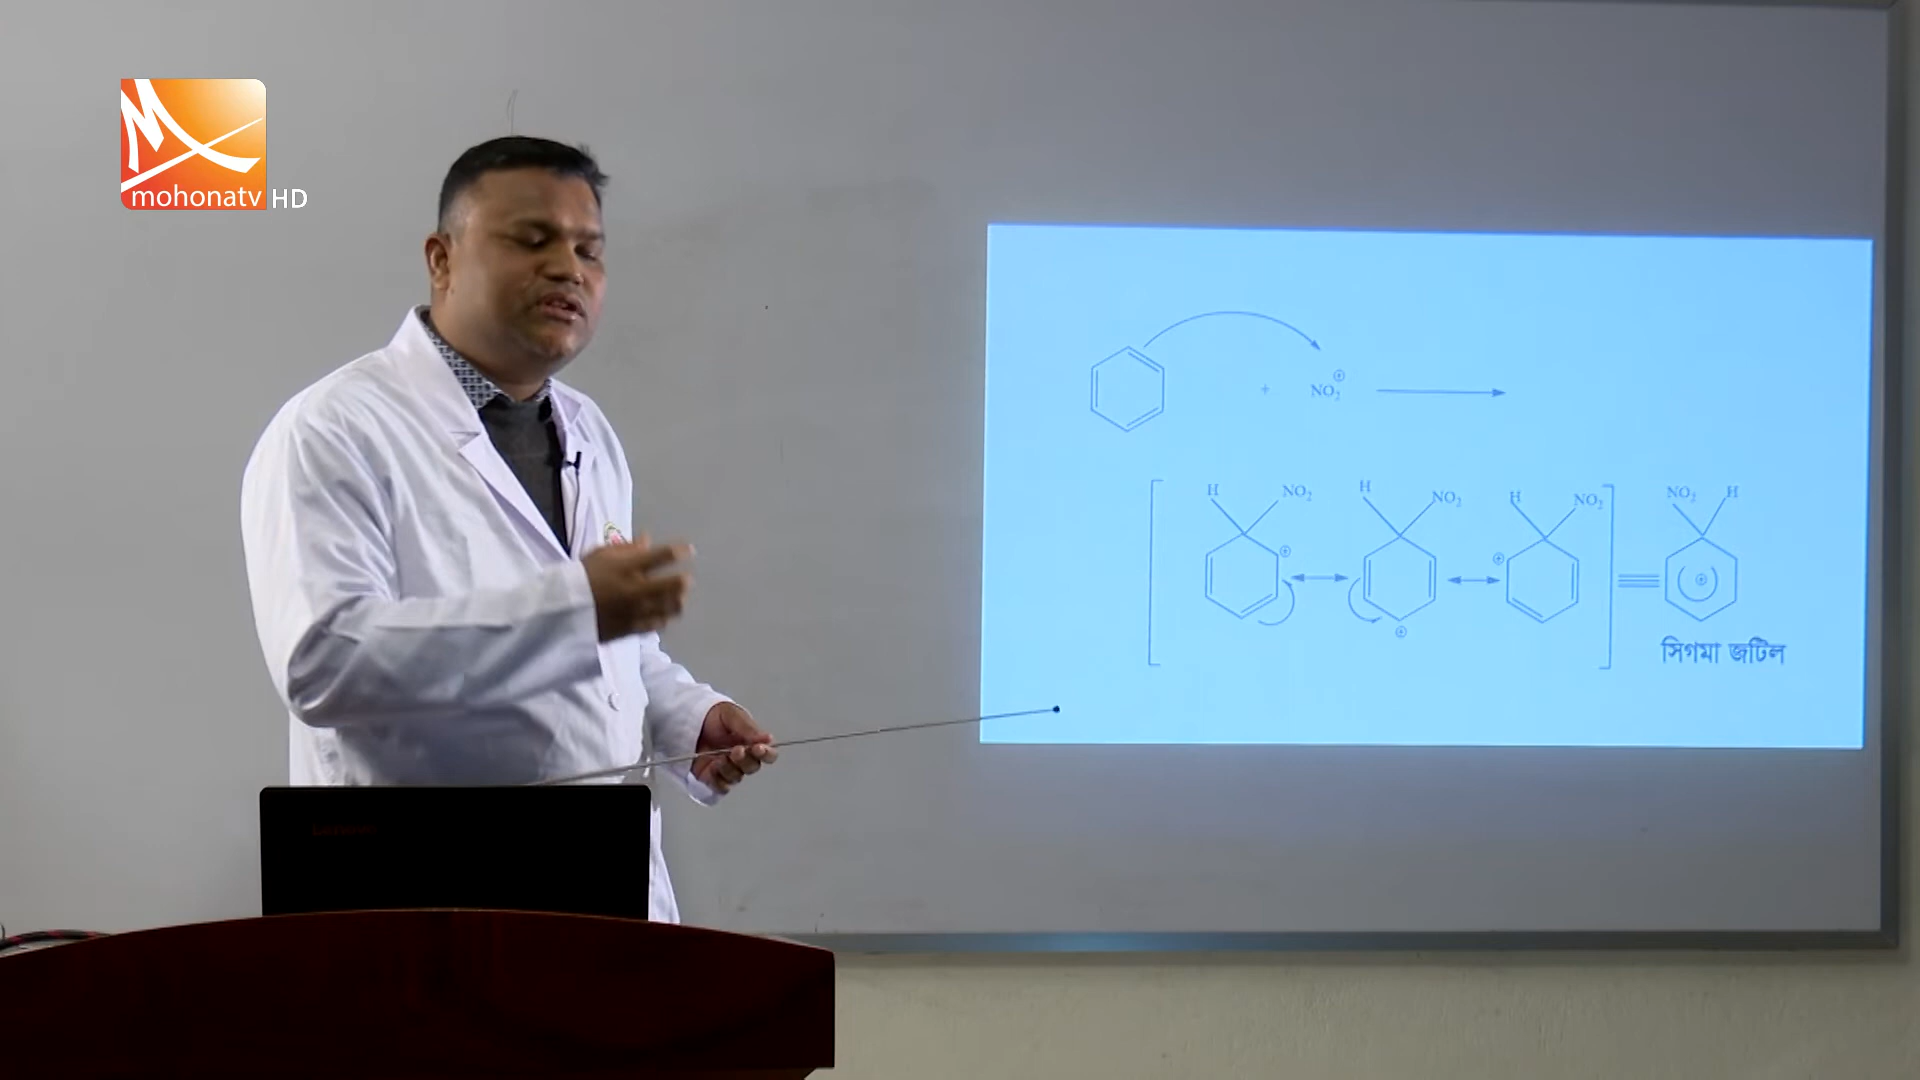 mohonatv HD
+ NO₂⊕
H NO₂ H NO₂ H NO₂ NO₂ H
⊕ ⊕ ⊕ ⊕
সিগমা জটিল